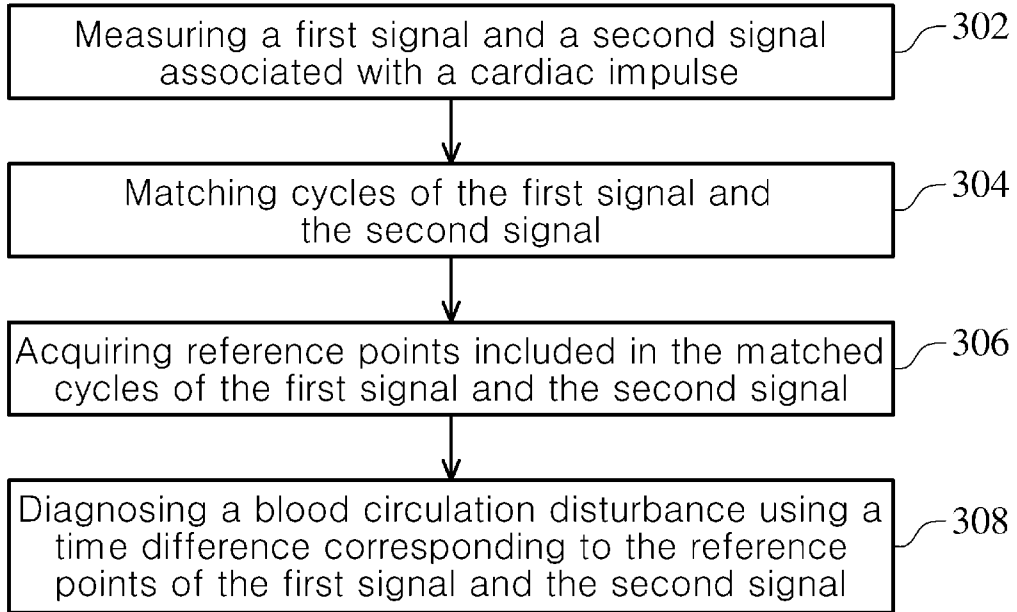 Measuring a first signal and a second signal
associated with a cardiac impulse
302
Matching cycles of the first signal and
the second signal
304
Acquiring reference points included in the matched
cycles of the first signal and the second signal
306
Diagnosing a blood circulation disturbance using a
time difference corresponding to the reference
points of the first signal and the second signal
308